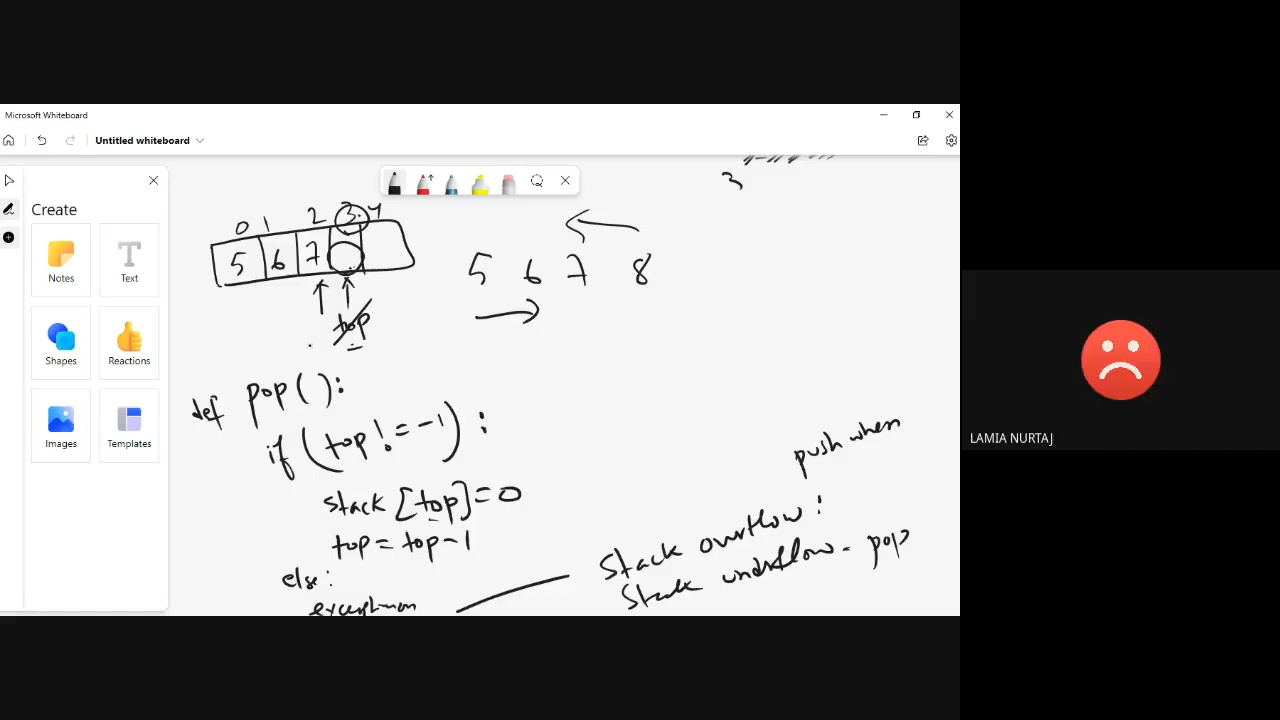 Microsoft Whiteboard
Untitled whiteboard
Create
Notes
Text
Shapes
Reactions
Images
Templates
3
0 1 2 3 4
5 6 7
top
5 6 7 8
def pop():
if (top != -1):
stack [top] = 0
top = top - 1
else:
push when
stack overflow:
pop
LAMIA NURTAJ